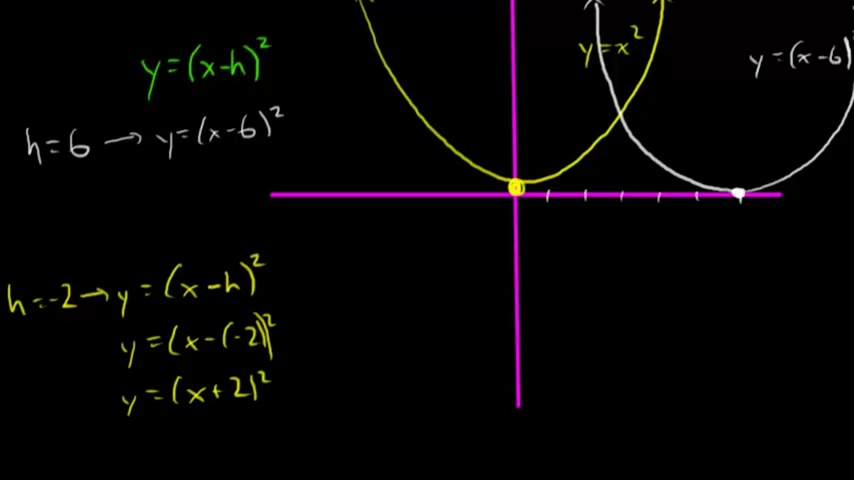 y=(x-h)²
h=6 → y=(x-6)²
h=-2 → y=(x-h)²
y=(x-(-2))²
y=(x+2)²
y=x²
y=(x-6)